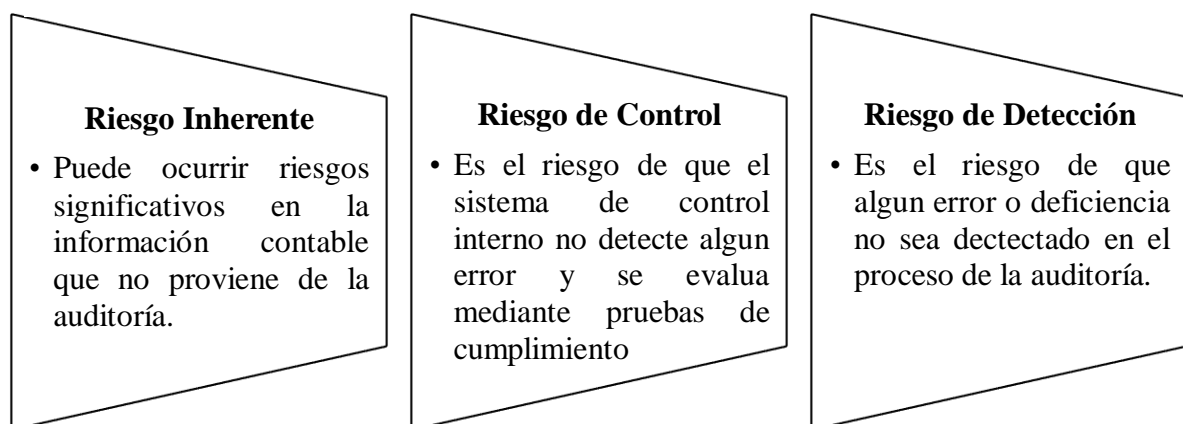 Riesgo Inherente
• Puede ocurrir riesgos
significativos en la
información contable
que no proviene de la
auditoría.
Riesgo de Control
• Es el riesgo de que el
sistema de control
interno no detecte algun
error y se evalua
mediante pruebas de
cumplimiento
Riesgo de Detección
• Es el riesgo de que
algun error o deficiencia
no sea dectectado en el
proceso de la auditoría.